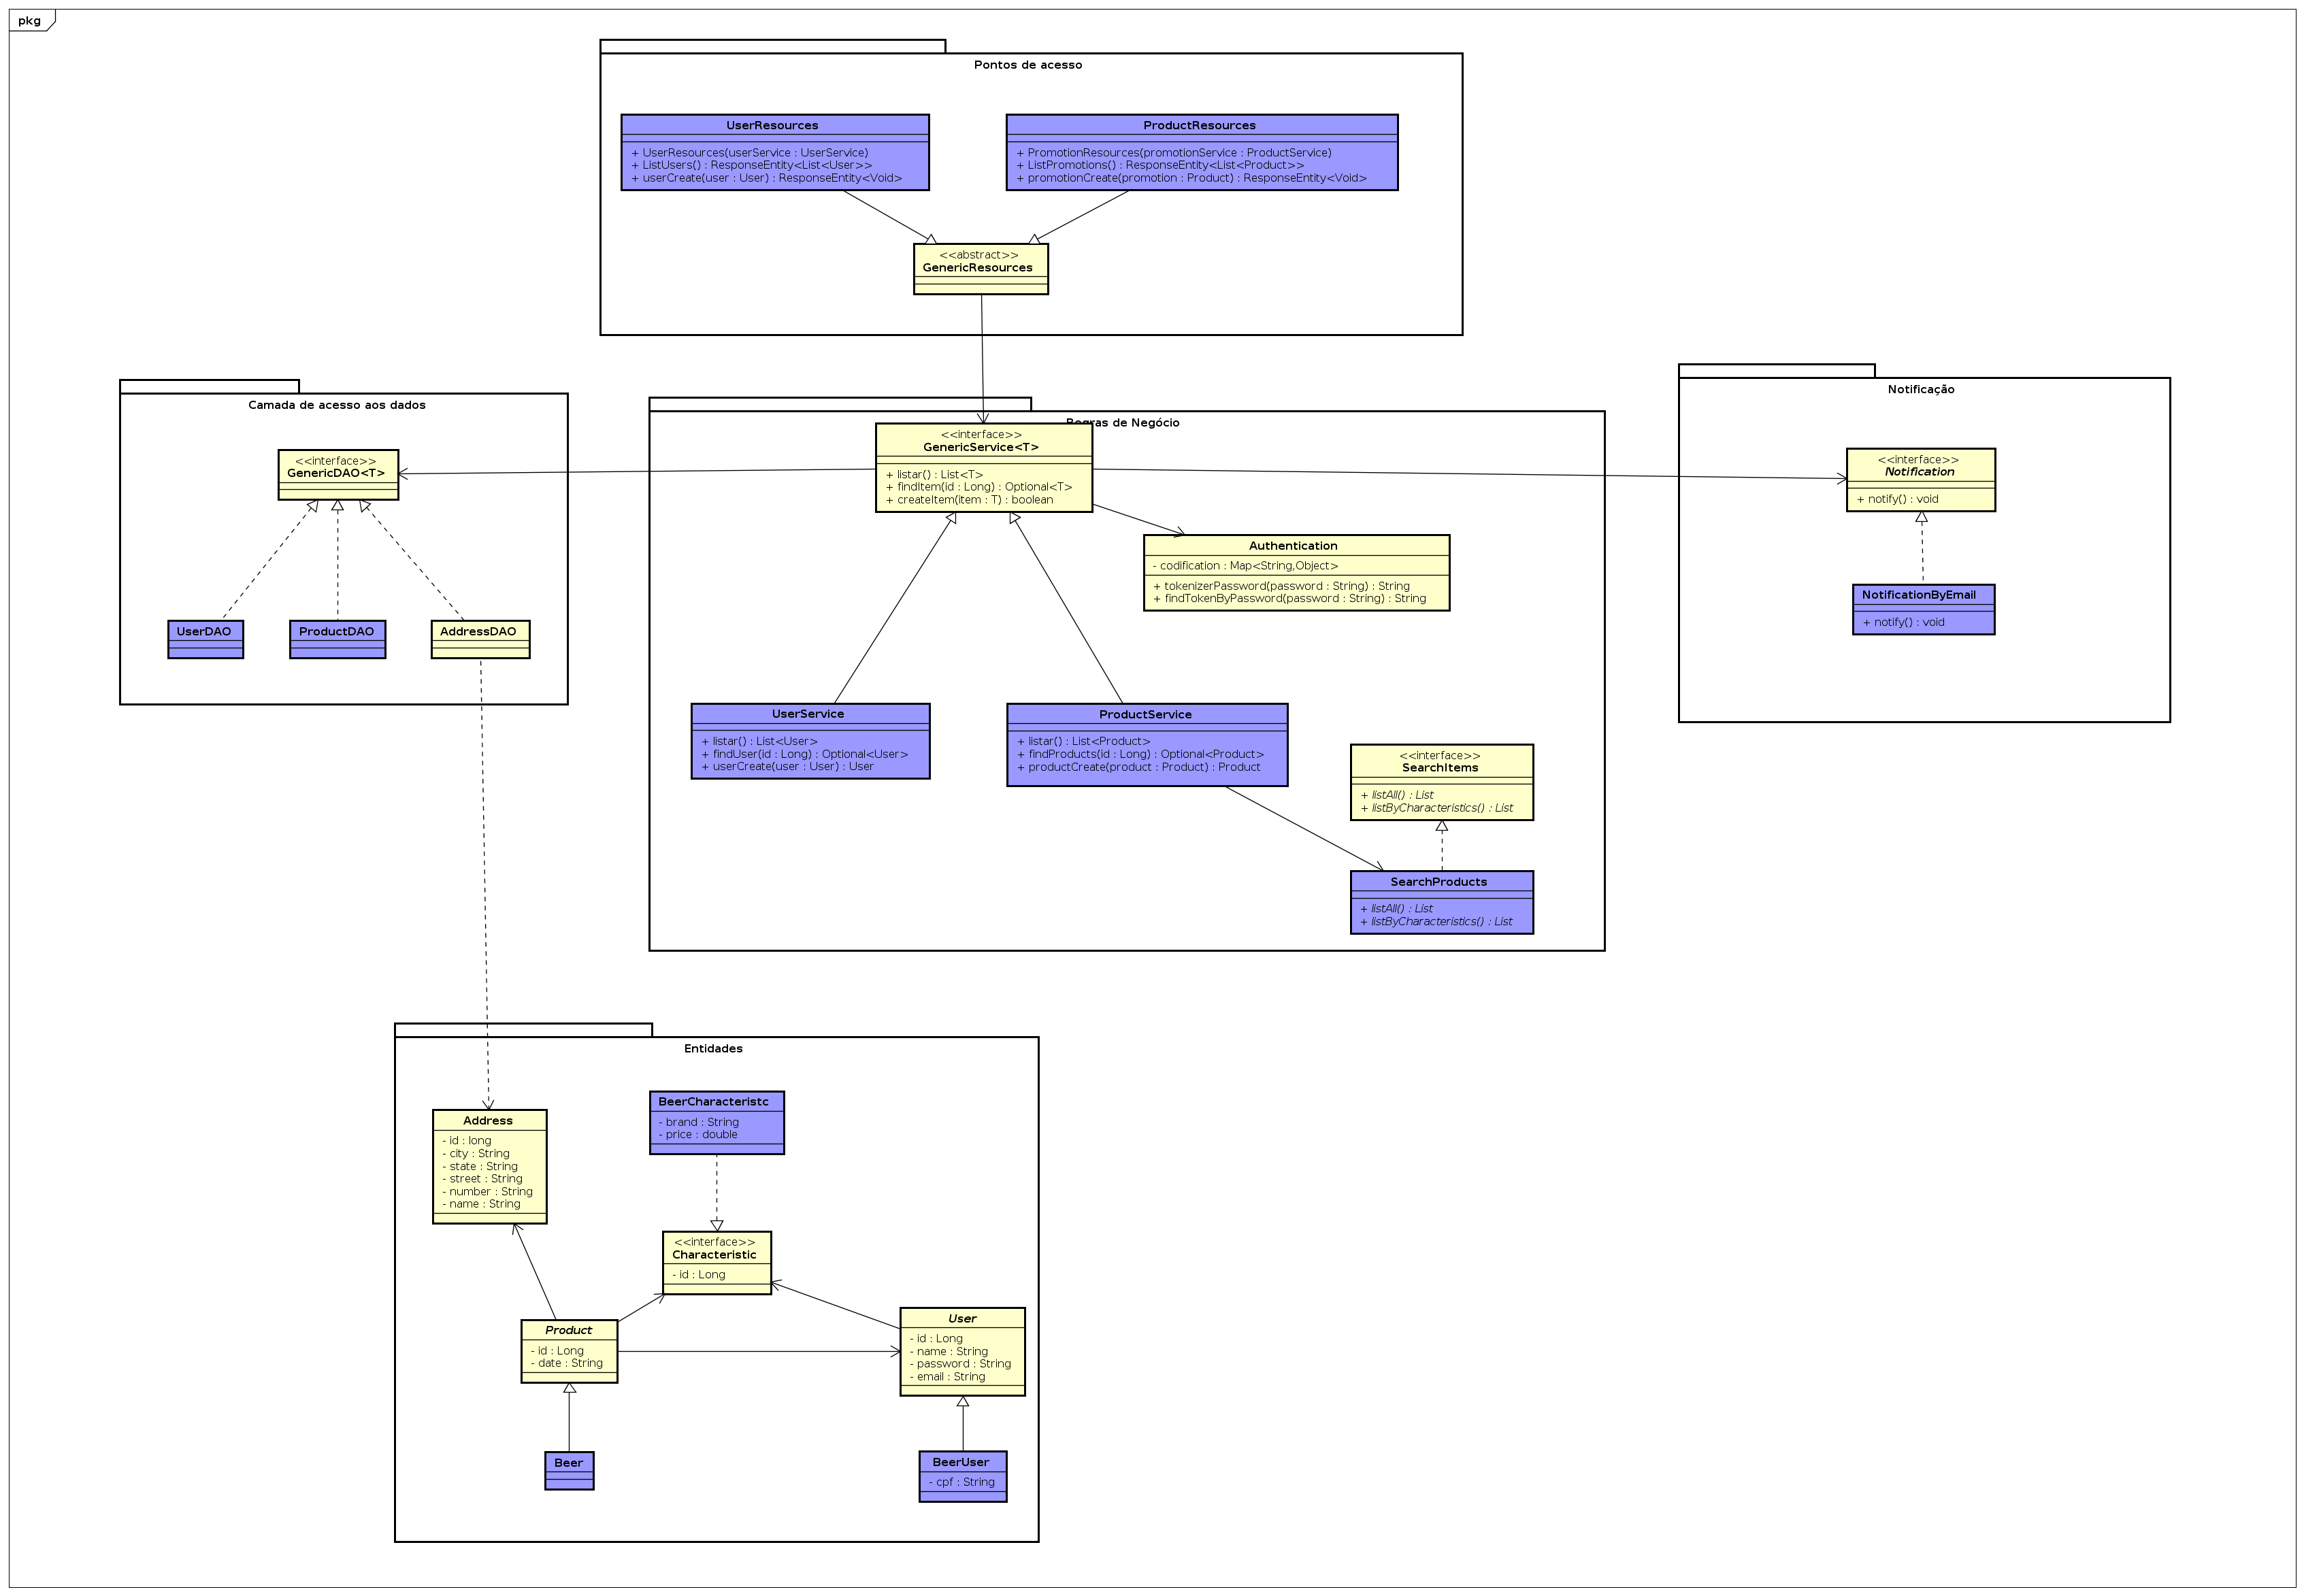 pkg
Pontos de acesso
UserResources
+ UserResources(userService : UserService)
+ ListUsers() : ResponseEntity<List<User>>
+ userCreate(user : User) : ResponseEntity<Void>
ProductResources
+ PromotionResources(promotionService : ProductService)
+ ListPromotions() : ResponseEntity<List<Product>>
+ promotionCreate(promotion : Product) : ResponseEntity<Void>
<<abstract>>
GenericResources
Camada de acesso aos dados
<<interface>>
GenericDAO<T>
UserDAO
ProductDAO
AddressDAO
Regras de Negócio
<<interface>>
GenericService<T>
+ listar() : List<T>
+ findItem(id : Long) : Optional<T>
+ createItem(item : T) : boolean
Authentication
- codification : Map<String,Object>
+ tokenizerPassword(password : String) : String
+ findTokenByPassword(password : String) : String
UserService
+ listar() : List<User>
+ findUser(id : Long) : Optional<User>
+ userCreate(user : User) : User
ProductService
+ listar() : List<Product>
+ findProducts(id : Long) : Optional<Product>
+ productCreate(product : Product) : Product
<<interface>>
SearchItems
+ listAll() : List
+ listByCharacteristics() : List
SearchProducts
+ listAll() : List
+ listByCharacteristics() : List
Notificação
<<interface>>
Notification
+ notify() : void
NotificationByEmail
+ notify() : void
Entidades
Address
- id : long
- city : String
- state : String
- street : String
- number : String
- name : String
BeerCharacteristc
- brand : String
- price : double
<<interface>>
Characteristic
- id : Long
Product
- id : Long
- date : String
User
- id : Long
- name : String
- password : String
- email : String
Beer
BeerUser
- cpf : String